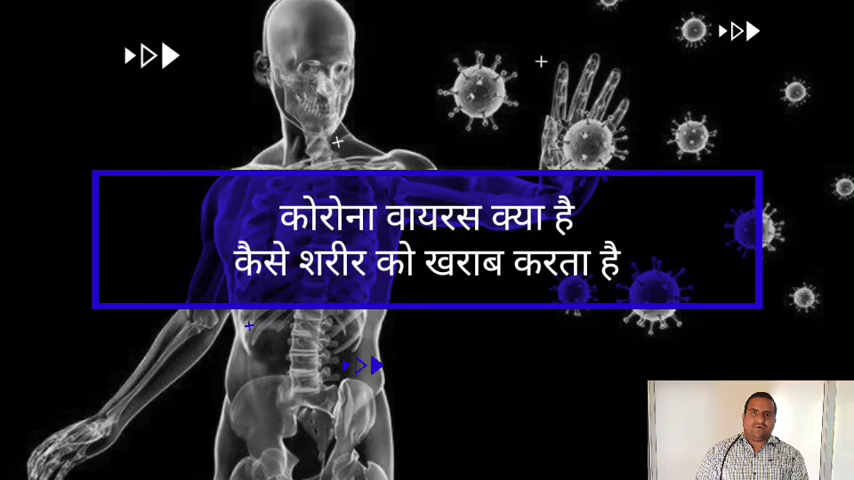 कोरोना वायरस क्या है
कैसे शरीर को खराब करता है